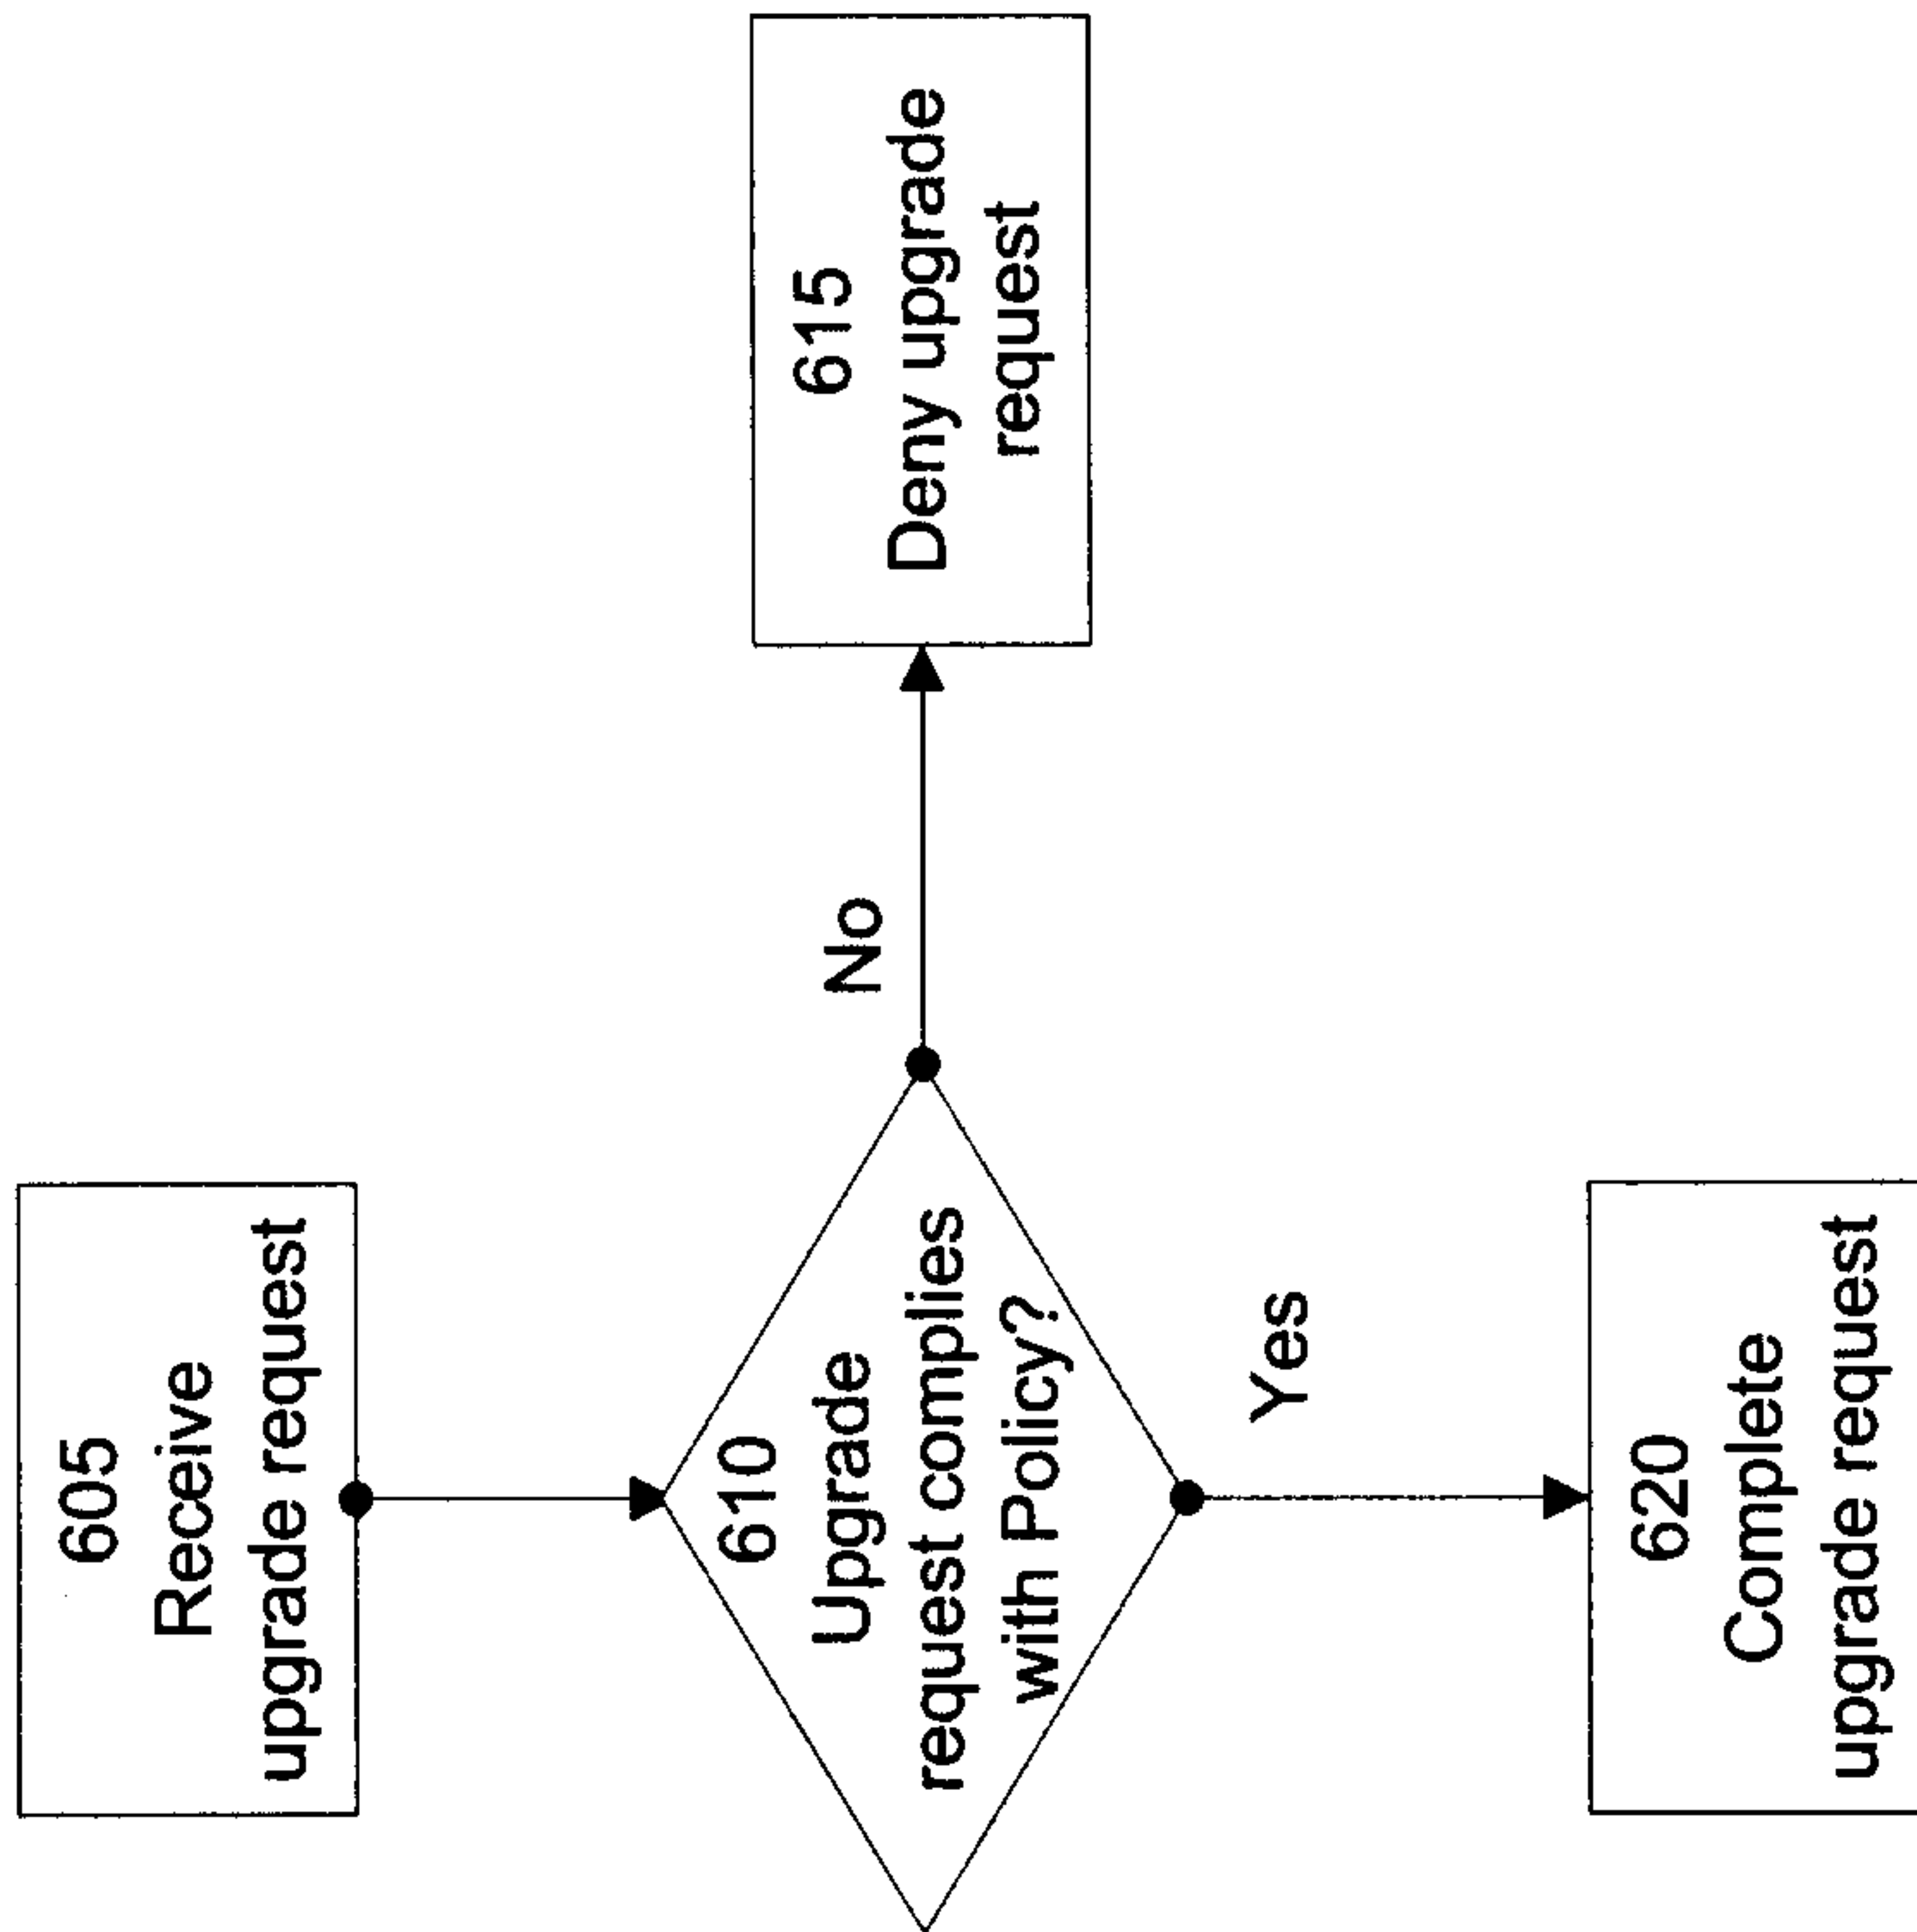 605
Receive
upgrade request
610
Upgrade
request complies
with Policy?
No
615
Deny upgrade
request
Yes
620
Complete
upgrade request